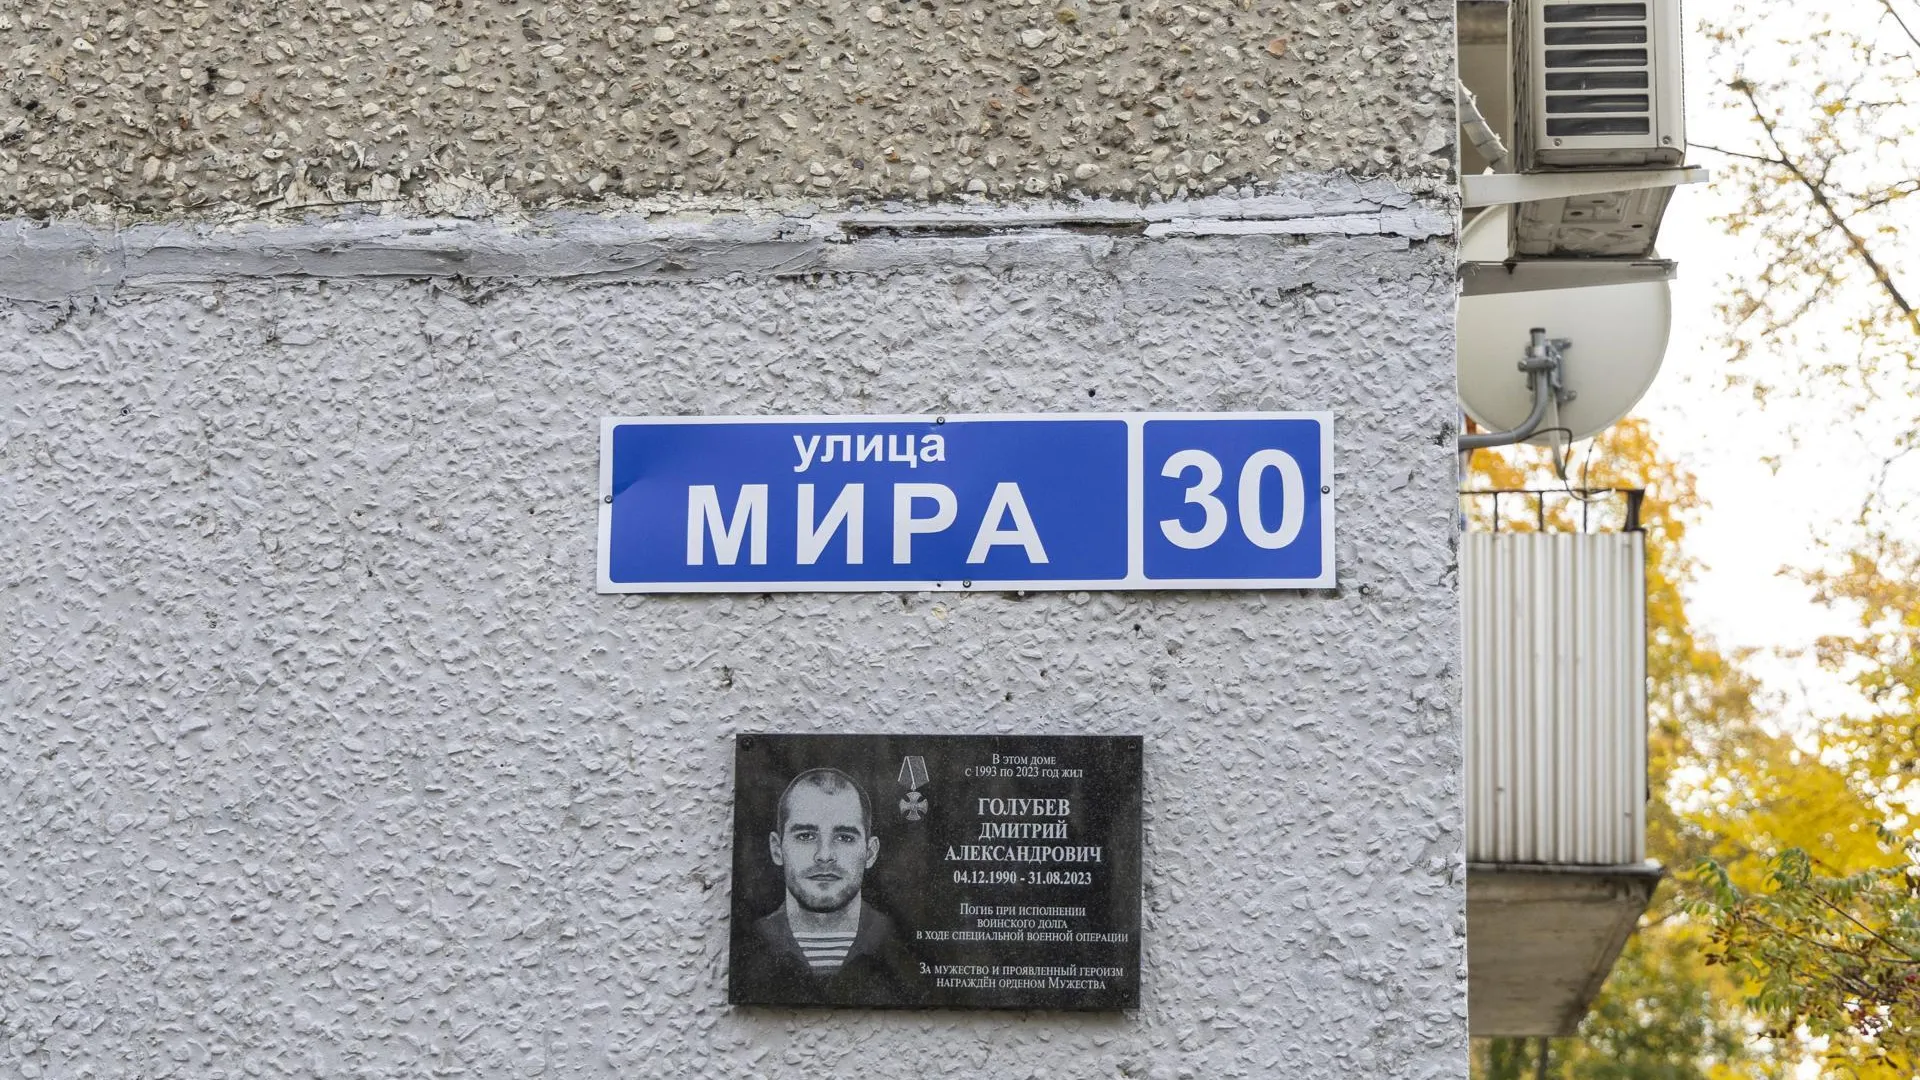 улица
МИРА
30
В ЭТОМ ДОМЕ
С 1993 ПО 2023 ГОД ЖИЛ
ГОЛУБЕВ
ДМИТРИЙ
АЛЕКСАНДРОВИЧ
04.12.1990 - 31.08.2023
ПОГИБ ПРИ ИСПОЛНЕНИИ
ВОИНСКОГО ДОЛГА
В ХОДЕ СПЕЦИАЛЬНОЙ ВОЕННОЙ ОПЕРАЦИИ
ЗА МУЖЕСТВО И ПРОЯВЛЕННЫЙ ГЕРОИЗМ
НАГРАЖДЁН ОРДЕНОМ МУЖЕСТВА